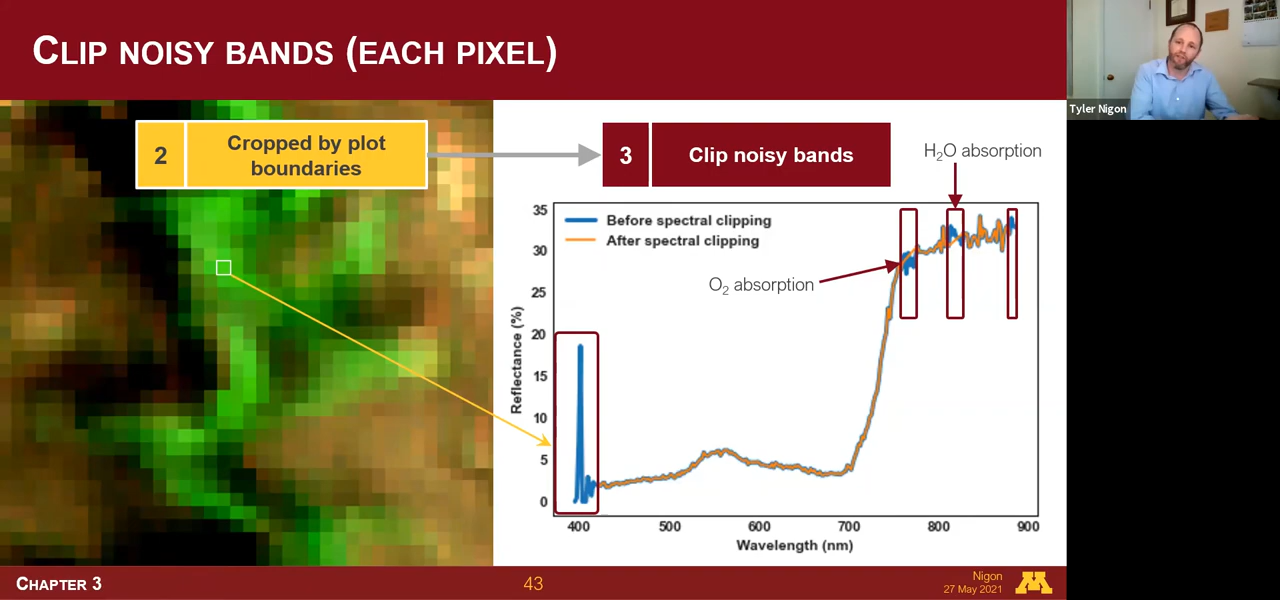 CLIP NOISY BANDS (EACH PIXEL)
Tyler Nigon
2
Cropped by plot
boundaries
3
Clip noisy bands
H₂O absorption
Before spectral clipping
After spectral clipping
O₂ absorption
Reflectance (%)
35
30
25
20
15
10
5
0
400 500 600 700 800 900
Wavelength (nm)
CHAPTER 3
43
Nigon
27 May 2021
M